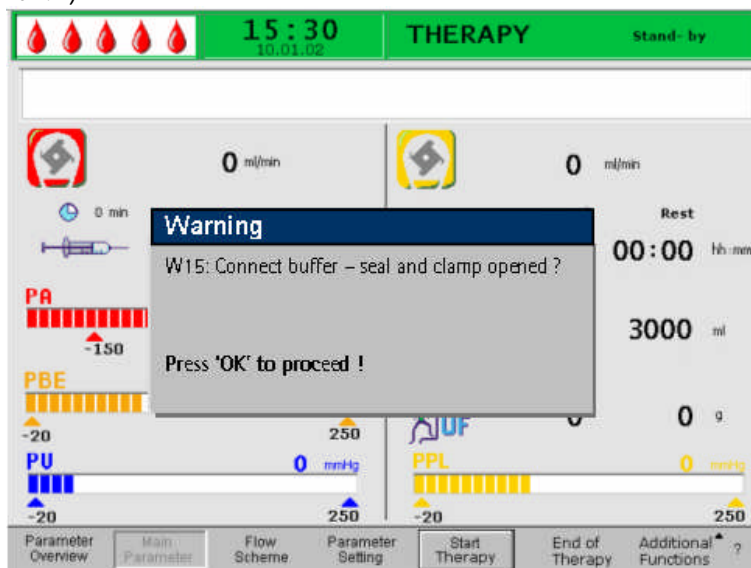 15:30
10.01.02
THERAPY
Stand- by
0 ml/min
0 ml/min
0 min
Rest
Warning
00:00 hh:mm
W15: Connect buffer – seal and clamp opened ?
PA
-150
3000 ml
Press 'OK' to proceed !
PBE
-20
250
UF
0 g
PV
0 mmHg
PPL
0 mmHg
-20
250
-20
250
Parameter Overview
Main Parameter
Flow Scheme
Parameter Setting
Start Therapy
End of Therapy
Additional Functions
?